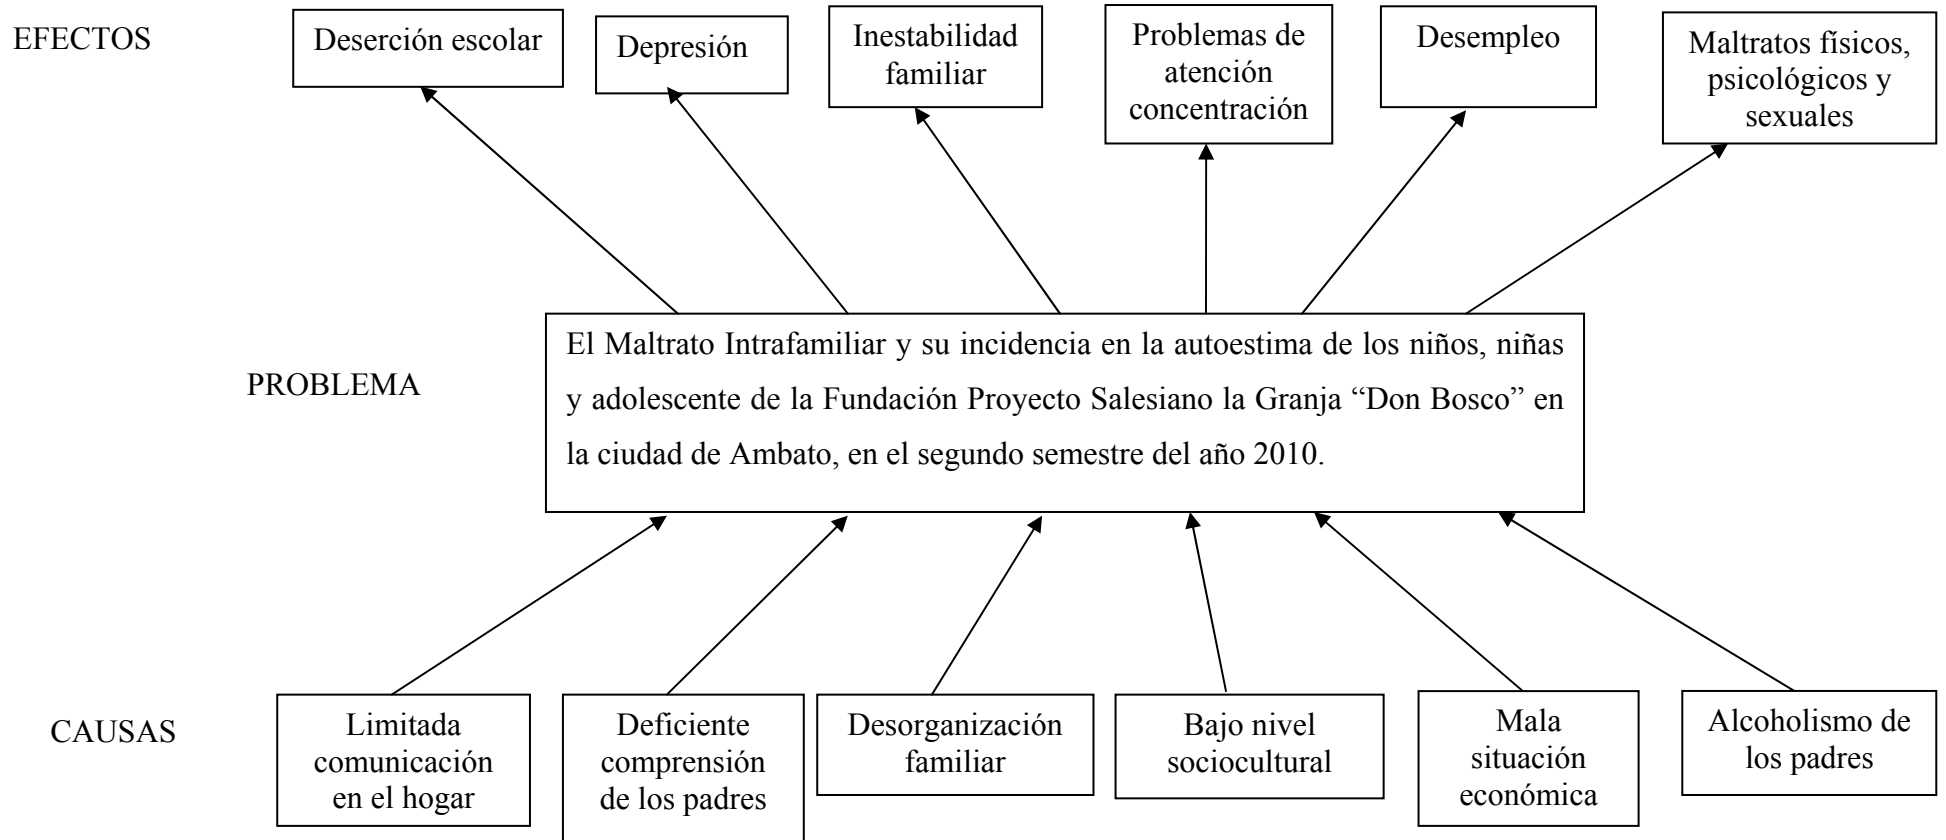 EFECTOS
Deserción escolar
Depresión
Inestabilidad
familiar
Problemas de
atención
concentración
Desempleo
Maltratos físicos,
psicológicos y
sexuales
PROBLEMA
El Maltrato Intrafamiliar y su incidencia en la autoestima de los niños, niñas
y adolescente de la Fundación Proyecto Salesiano la Granja “Don Bosco” en
la ciudad de Ambato, en el segundo semestre del año 2010.
CAUSAS
Limitada
comunicación
en el hogar
Deficiente
comprensión
de los padres
Desorganización
familiar
Bajo nivel
sociocultural
Mala
situación
económica
Alcoholismo de
los padres